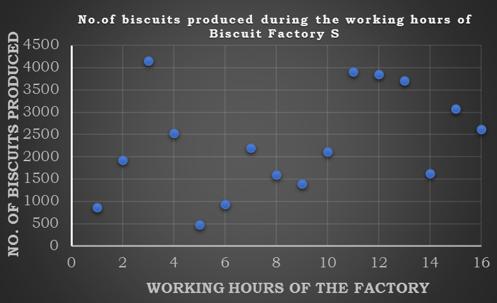 No.of biscuits produced during the working hours of
Biscuit Factory S
NO. OF BISCUITS PRODUCED
4500
4000
3500
3000
2500
2000
1500
1000
500
0
0 2 4 6 8 10 12 14 16
WORKING HOURS OF THE FACTORY